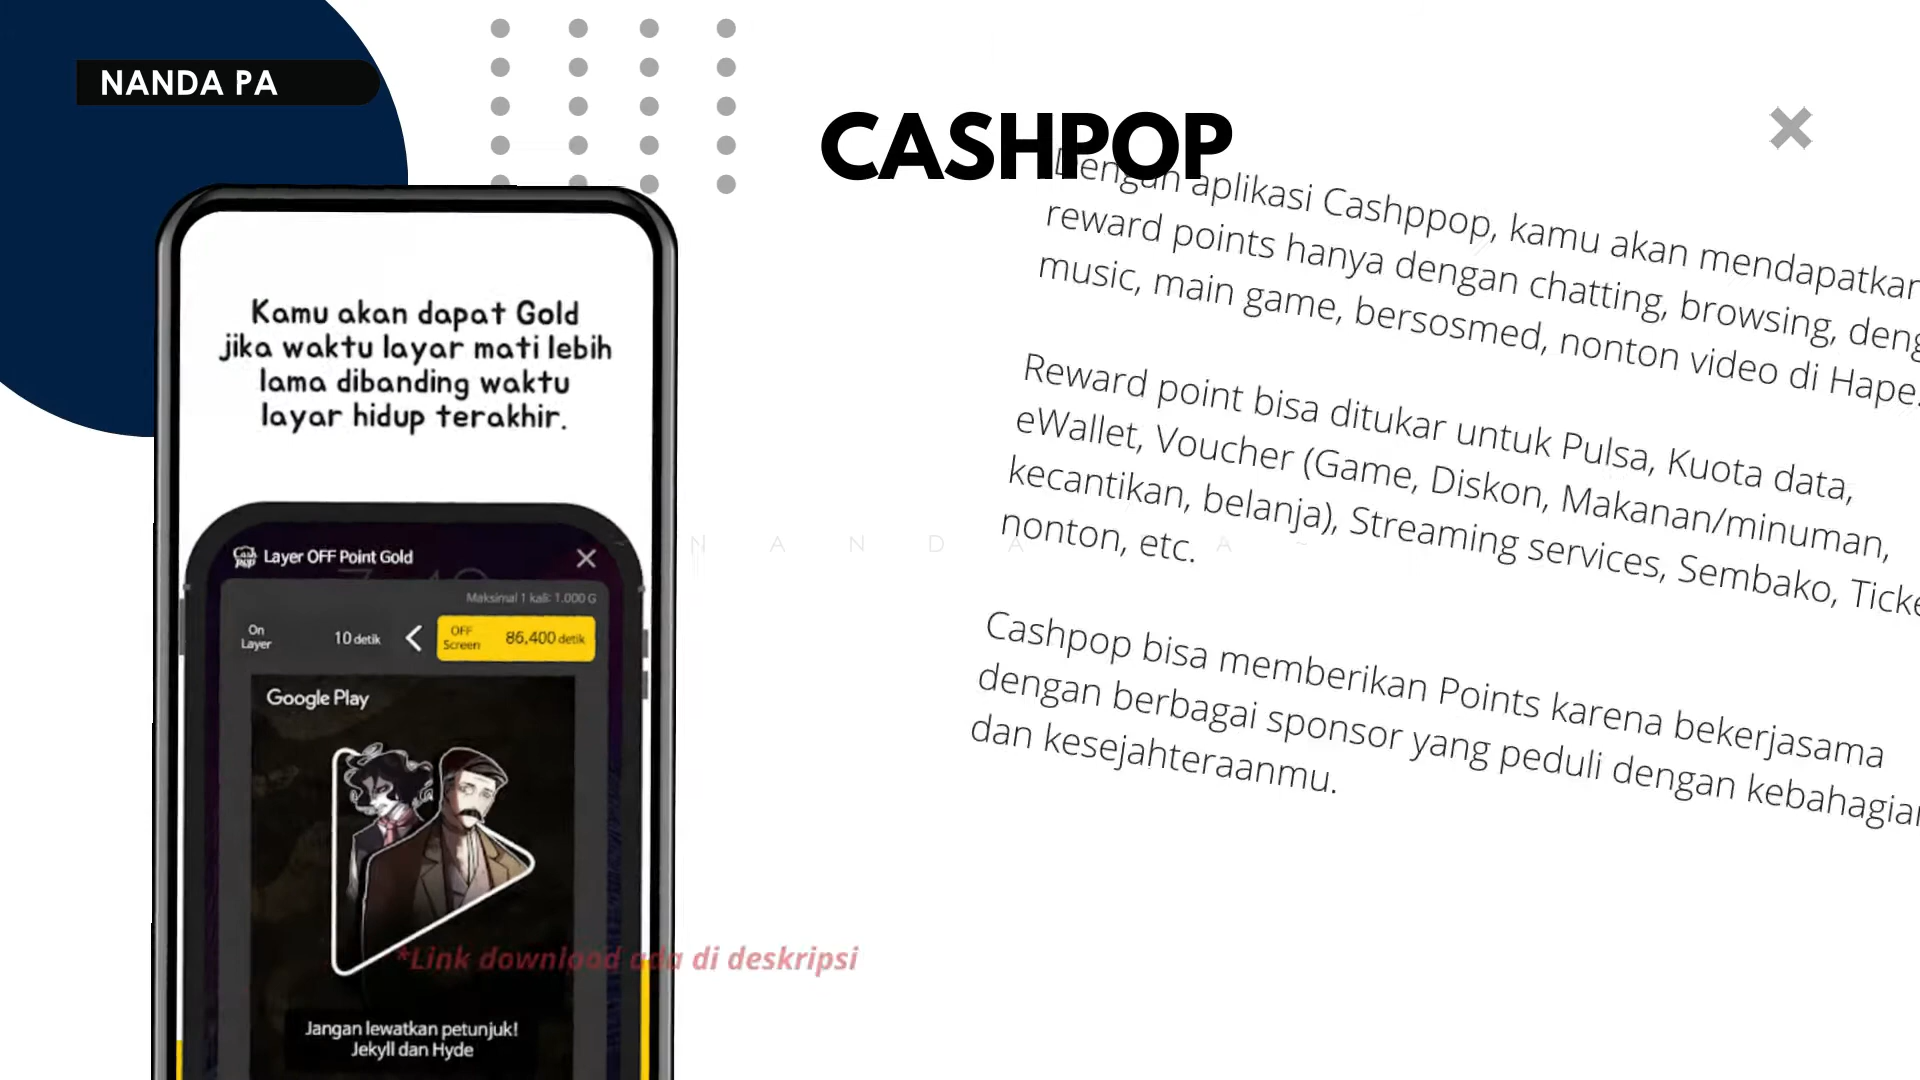 NANDA PA
CASHPOP
Dengan aplikasi Cashppop, kamu akan mendapatkan
reward points hanya dengan chatting, browsing, deng
music, main game, bersosmed, nonton video di Hape.
Reward point bisa ditukar untuk Pulsa, Kuota data,
eWallet, Voucher (Game, Diskon, Makanan/minuman,
kecantikan, belanja), Streaming services, Sembako, Ticke
nonton, etc.
Cashpop bisa memberikan Points karena bekerjasama
dengan berbagai sponsor yang peduli dengan kebahagian
dan kesejahteraanmu.
Kamu akan dapat Gold
jika waktu layar mati lebih
lama dibanding waktu
layar hidup terakhir.
Cash pop Layer OFF Point Gold
Maksimal 1 kali: 1.000 G
On Layer 10 detik
OFF Screen 86,400 detik
Google Play
Jangan lewatkan petunjuk!
Jekyll dan Hyde
*Link download ada di deskripsi
NANDA